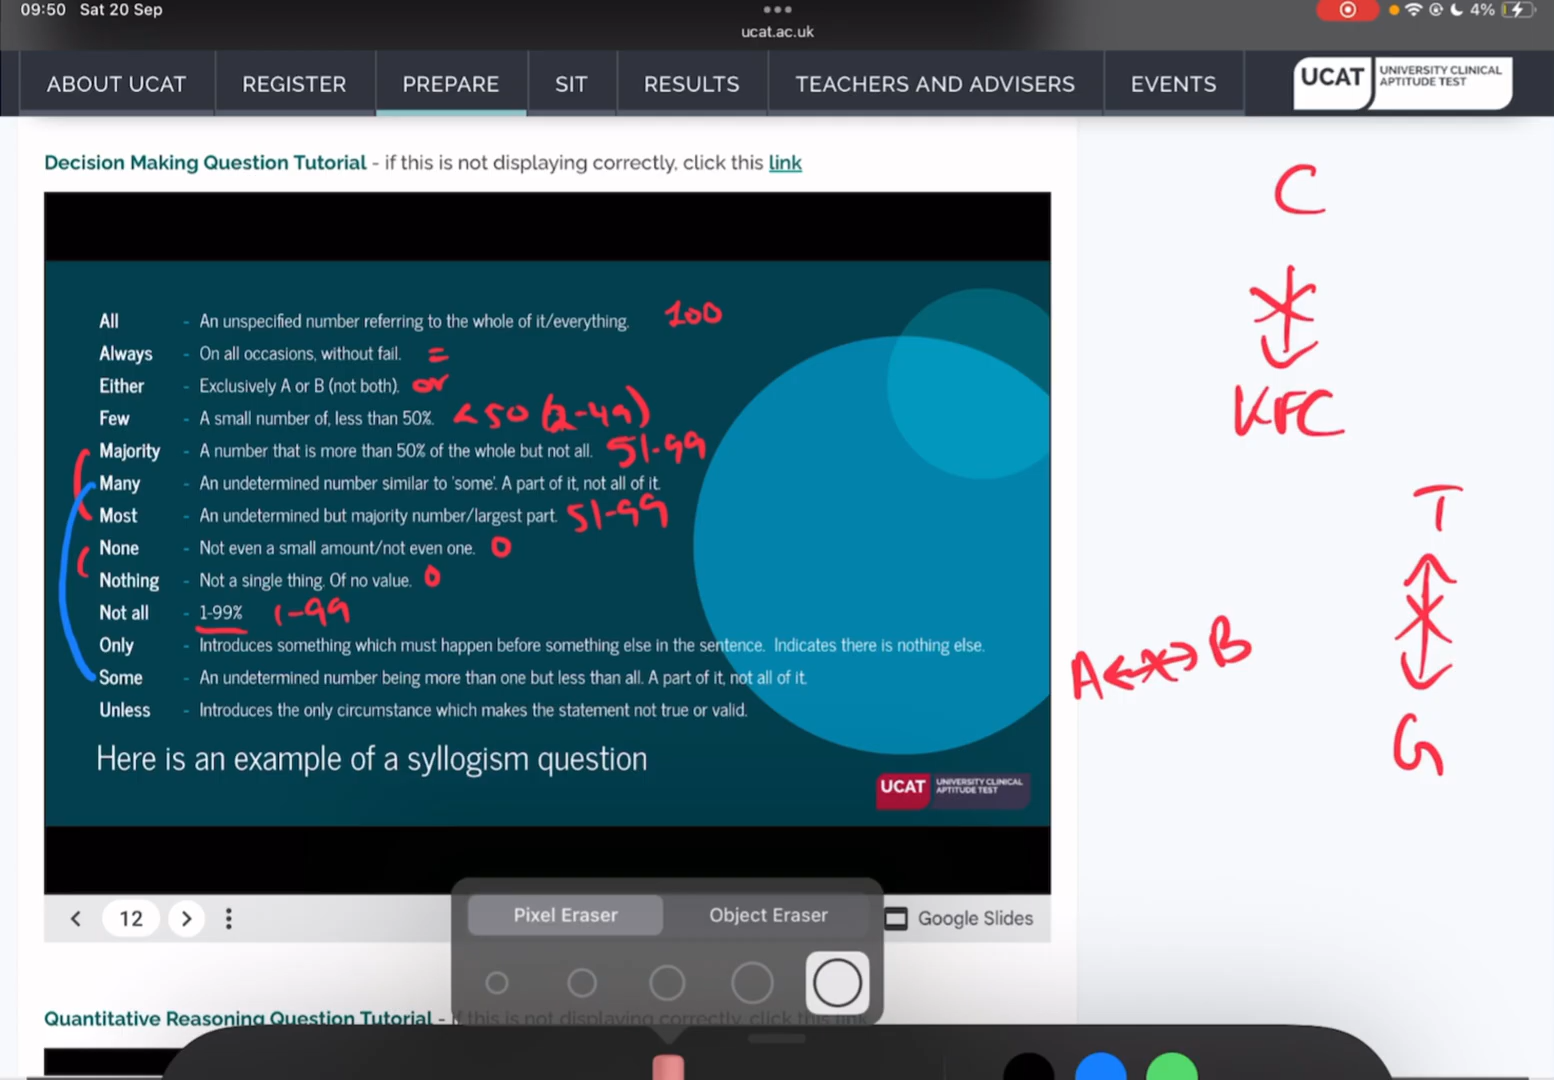 09:50 Sat 20 Sep
4%
ucat.ac.uk
ABOUT UCAT REGISTER PREPARE SIT RESULTS TEACHERS AND ADVISERS EVENTS
UCAT UNIVERSITY CLINICAL
APTITUDE TEST
Decision Making Question Tutorial - if this is not displaying correctly, click this link
All - An unspecified number referring to the whole of it/everything. 100
Always - On all occasions, without fail. =
Either - Exclusively A or B (not both). or
Few - A small number of, less than 50%. <50 (2-49)
Majority - A number that is more than 50% of the whole but not all. 51-99
Many - An undetermined number similar to 'some'. A part of it, not all of it.
Most - An undetermined but majority number/largest part. 51-99
None - Not even a small amount/not even one. 0
Nothing - Not a single thing. Of no value. 0
Not all - 1-99% 1-99
Only - Introduces something which must happen before something else in the sentence. Indicates there is nothing else.
Some - An undetermined number being more than one but less than all. A part of it, not all of it.
Unless - Introduces the only circumstance which makes the statement not true or valid.
Here is an example of a syllogism question
UCAT UNIVERSITY CLINICAL
APTITUDE TEST
C
KFC
T
A B
G
12
Google Slides
Pixel Eraser Object Eraser
Quantitative Reasoning Question Tutorial - if this is not displaying correctly, click this link